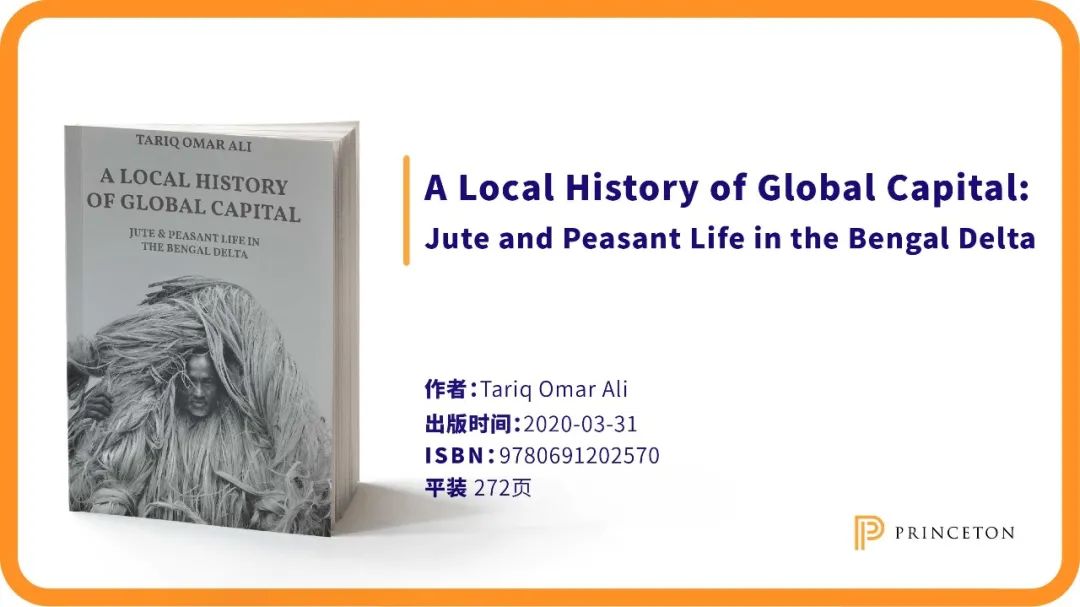 TARIQ OMAR ALI
A LOCAL HISTORY
OF GLOBAL CAPITAL
JUTE & PEASANT LIFE IN
THE BENGAL DELTA
A Local History of Global Capital:
Jute and Peasant Life in the Bengal Delta
作者：Tariq Omar Ali
出版时间：2020-03-31
ISBN：9780691202570
平装 272页
PRINCETON